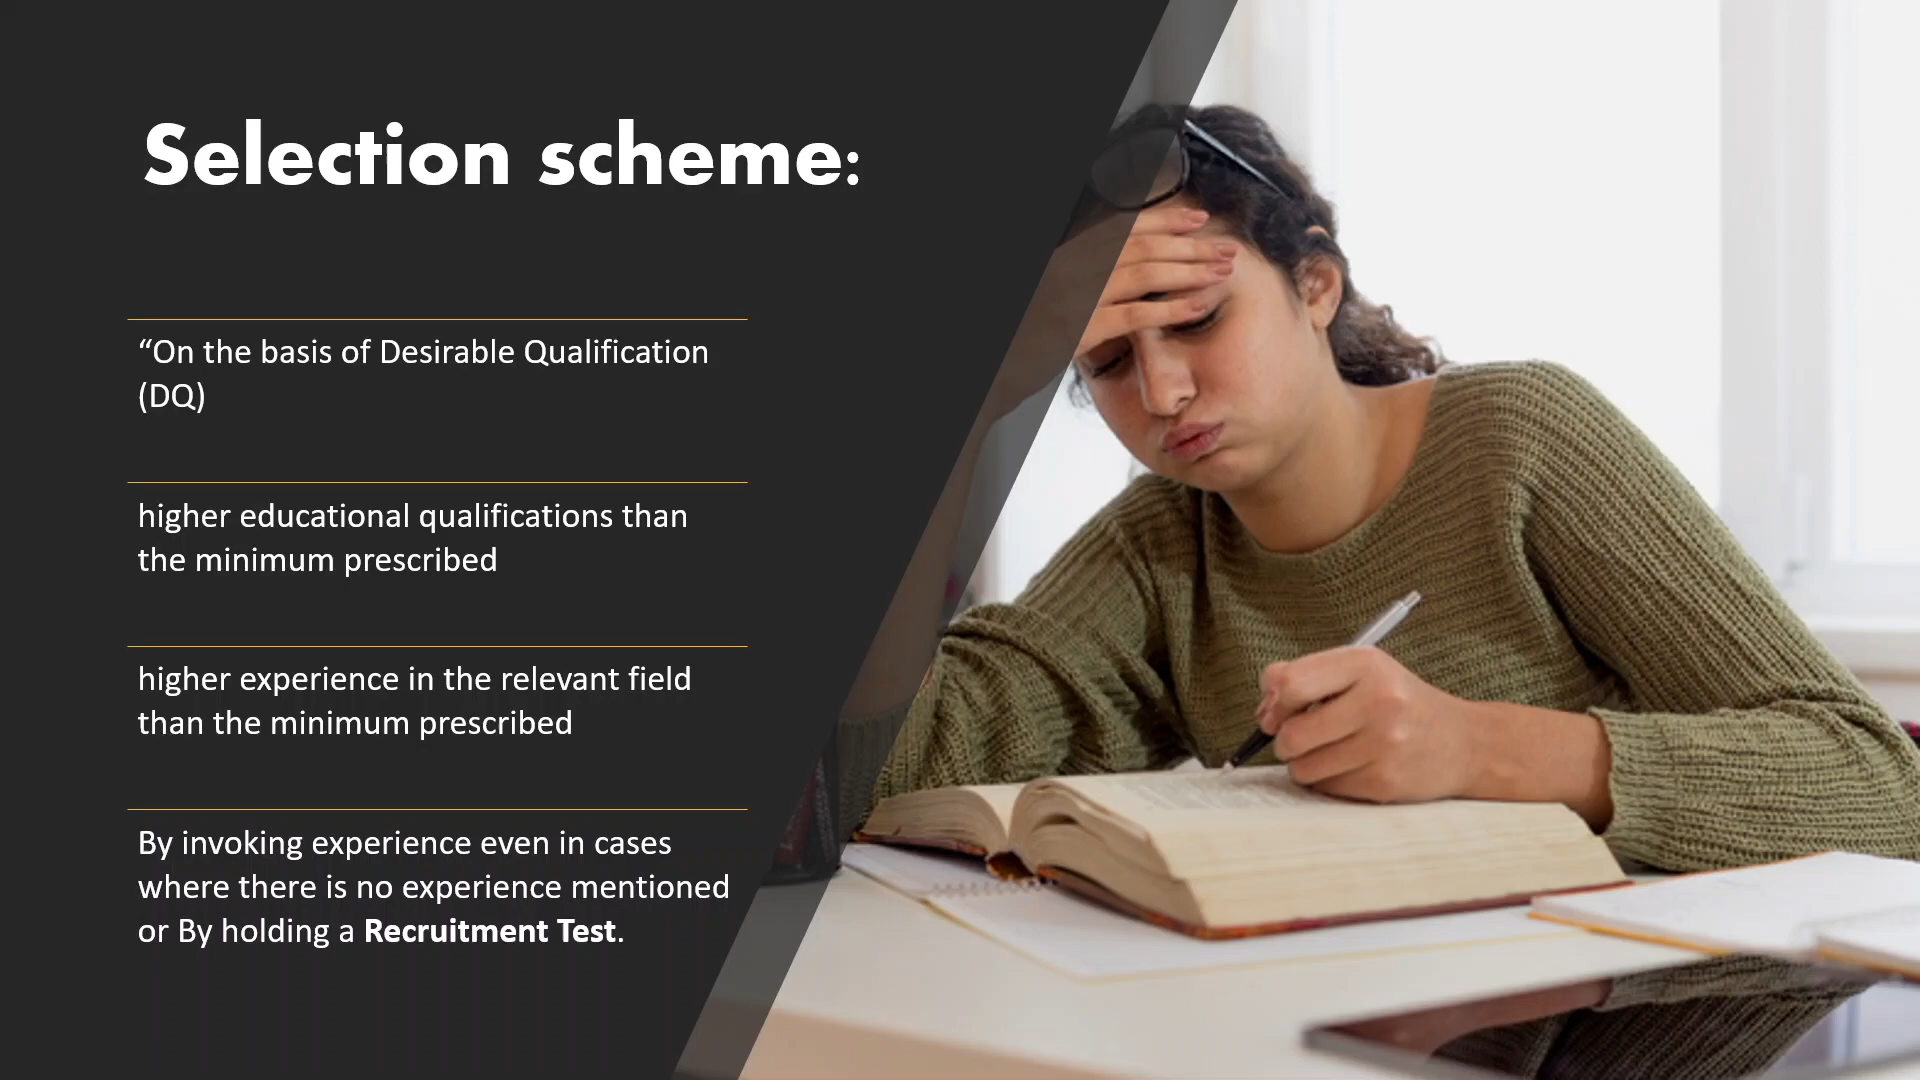 Selection scheme:
“On the basis of Desirable Qualification
(DQ)
higher educational qualifications than
the minimum prescribed
higher experience in the relevant field
than the minimum prescribed
By invoking experience even in cases
where there is no experience mentioned
or By holding a Recruitment Test.